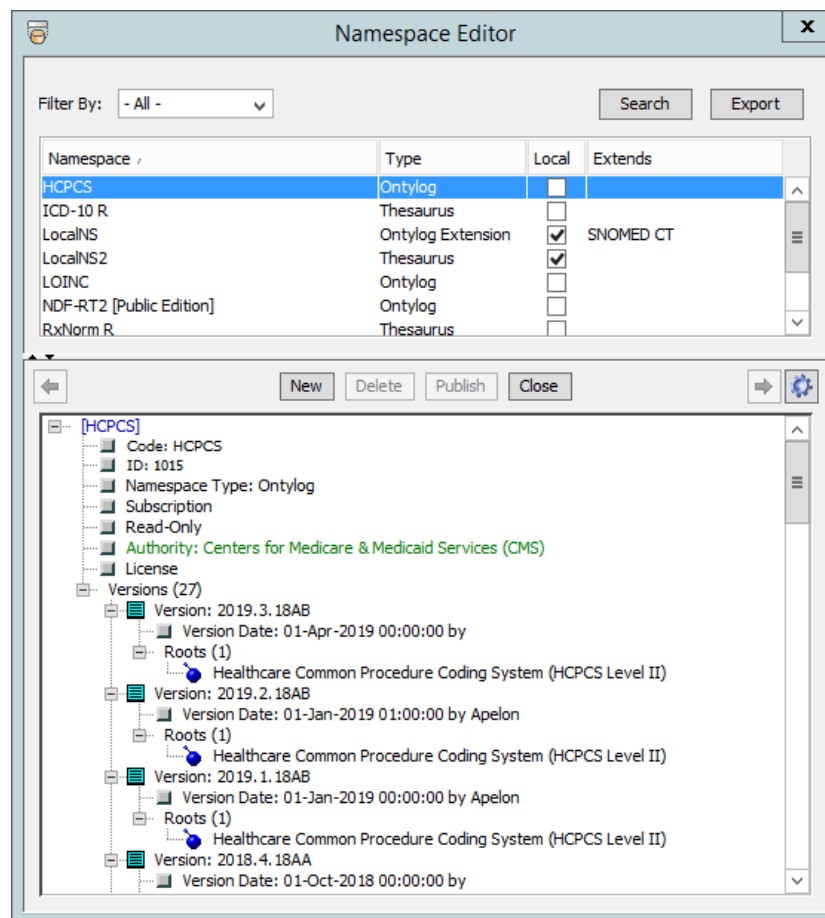 Namespace Editor
x
Filter By: - All - Search Export
Namespace Type Local Extends
HCPCS Ontylog
ICD-10 R Thesaurus
LocalNS Ontylog Extension SNOMED CT
LocalNS2 Thesaurus
LOINC Ontylog
NDF-RT2 [Public Edition] Ontylog
RxNorm R Thesaurus
New Delete Publish Close
[HCPCS]
Code: HCPCS
ID: 1015
Namespace Type: Ontylog
Subscription
Read-Only
Authority: Centers for Medicare & Medicaid Services (CMS)
License
Versions (27)
Version: 2019.3.18AB
Version Date: 01-Apr-2019 00:00:00 by
Roots (1)
Healthcare Common Procedure Coding System (HCPCS Level II)
Version: 2019.2.18AB
Version Date: 01-Jan-2019 01:00:00 by Apelon
Roots (1)
Healthcare Common Procedure Coding System (HCPCS Level II)
Version: 2019.1.18AB
Version Date: 01-Jan-2019 00:00:00 by Apelon
Roots (1)
Healthcare Common Procedure Coding System (HCPCS Level II)
Version: 2018.4.18AA
Version Date: 01-Oct-2018 00:00:00 by